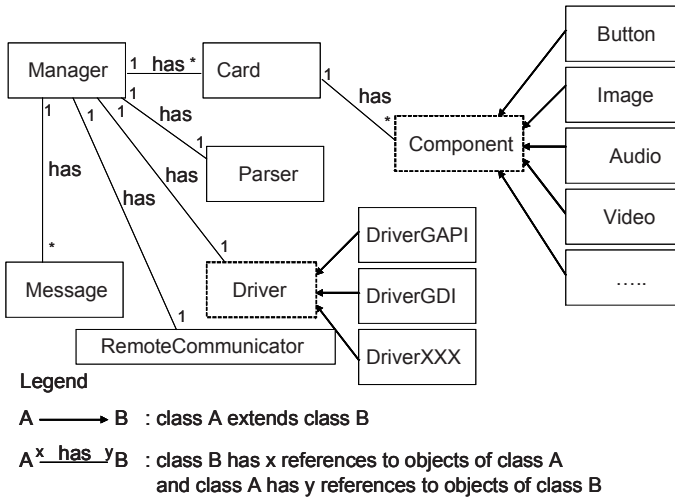 Button
Manager
1 has *
Card
1
Image
1
1
1
1
1
has
has
*
Component
Audio
1
Parser
has
has
has
Video
DriverGAPI
*
1
Message
Driver
DriverGDI
…..
1
RemoteCommunicator
DriverXXX
Legend
A B : class A extends class B
A x has y B : class B has x references to objects of class A
and class A has y references to objects of class B